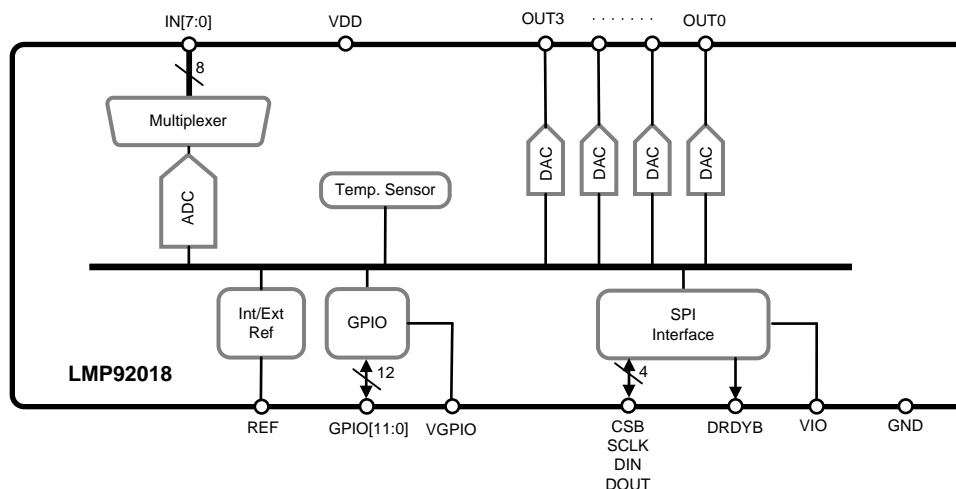 IN[7:0]
VDD
OUT3 ....... OUT0
8
Multiplexer
ADC
Temp. Sensor
DAC
DAC
DAC
DAC
Int/Ext
Ref
GPIO
SPI
Interface
LMP92018
12
4
REF
GPIO[11:0]
VGPIO
CSB
SCLK
DIN
DOUT
DRDYB
VIO
GND